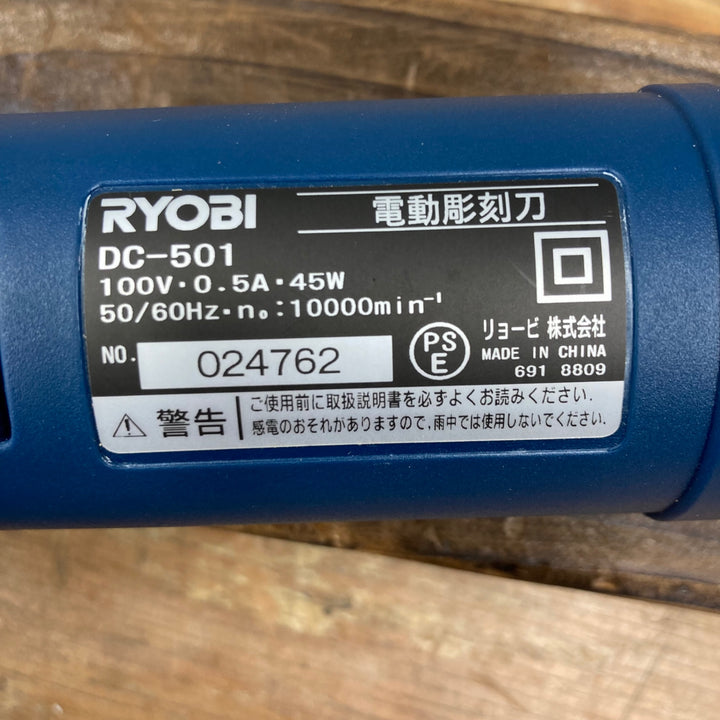 RYOBI 電動彫刻刀
DC-501
100V・0.5A・45W
50/60Hz・n₀:10000min⁻¹
NO. 024762
PS
E
リョービ 株式会社
MADE IN CHINA
691 8809
警告
ご使用前に取扱説明書を必ずよくお読みください.
感電のおそれがありますので,雨中では使用しないでください.